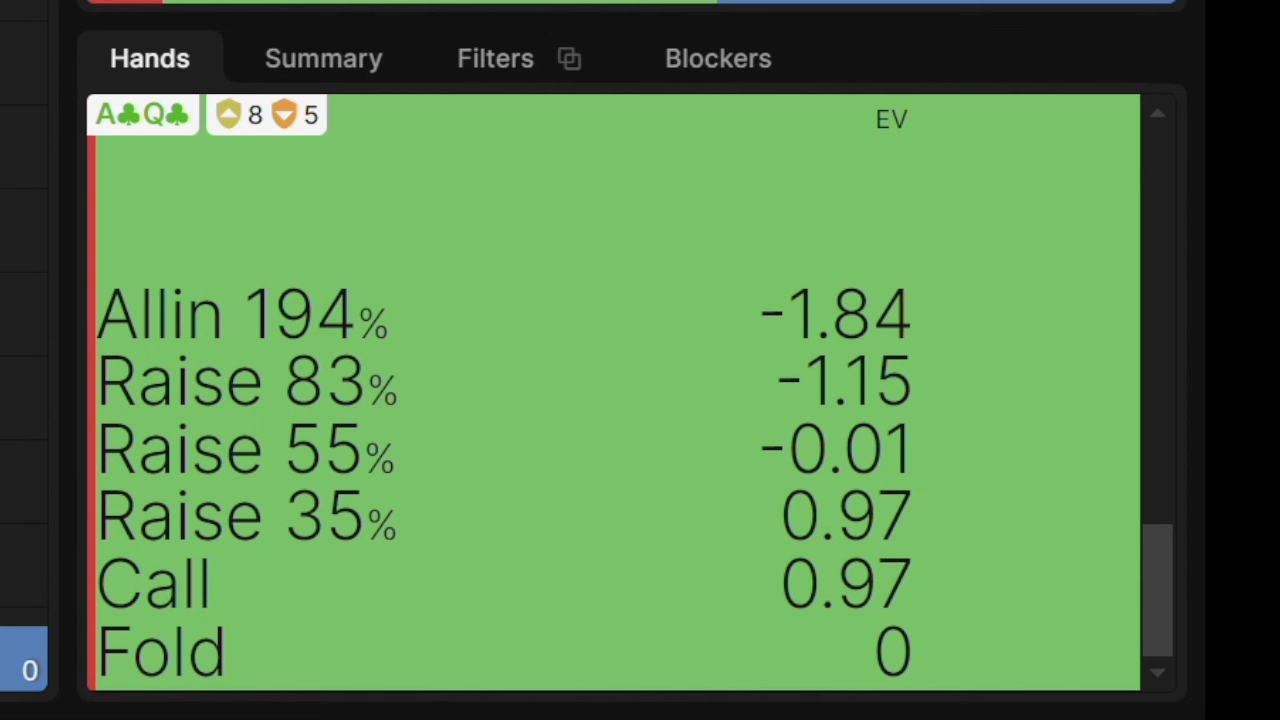 Hands Summary Filters Blockers
A♣Q♣ 8 5 EV
Allin 194% -1.84
Raise 83% -1.15
Raise 55% -0.01
Raise 35% 0.97
Call 0.97
Fold 0
0